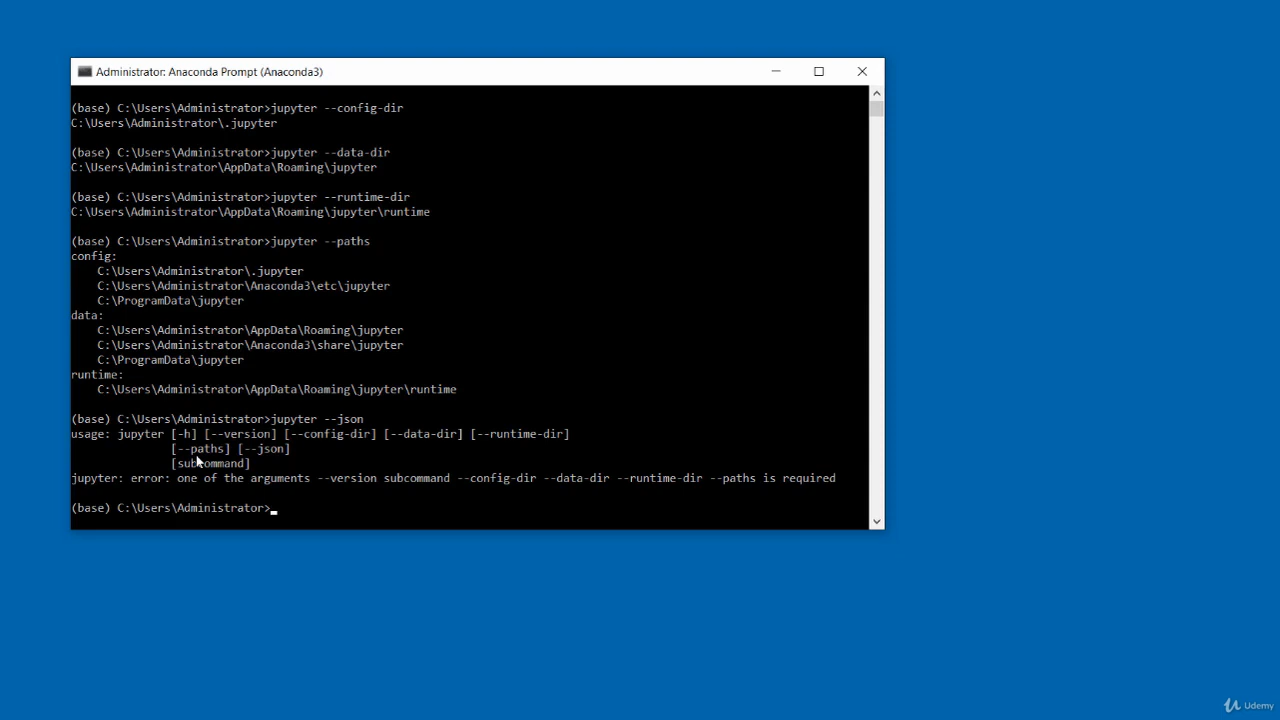 Administrator: Anaconda Prompt (Anaconda3)
(base) C:\Users\Administrator>jupyter --config-dir
C:\Users\Administrator\.jupyter
(base) C:\Users\Administrator>jupyter --data-dir
C:\Users\Administrator\AppData\Roaming\jupyter
(base) C:\Users\Administrator>jupyter --runtime-dir
C:\Users\Administrator\AppData\Roaming\jupyter\runtime
(base) C:\Users\Administrator>jupyter --paths
config:
    C:\Users\Administrator\.jupyter
    C:\Users\Administrator\Anaconda3\etc\jupyter
    C:\ProgramData\jupyter
data:
    C:\Users\Administrator\AppData\Roaming\jupyter
    C:\Users\Administrator\Anaconda3\share\jupyter
    C:\ProgramData\jupyter
runtime:
    C:\Users\Administrator\AppData\Roaming\jupyter\runtime
(base) C:\Users\Administrator>jupyter --json
usage: jupyter [-h] [--version] [--config-dir] [--data-dir] [--runtime-dir]
               [--paths] [--json]
               [subcommand]
jupyter: error: one of the arguments --version subcommand --config-dir --data-dir --runtime-dir --paths is required
(base) C:\Users\Administrator>
Udemy